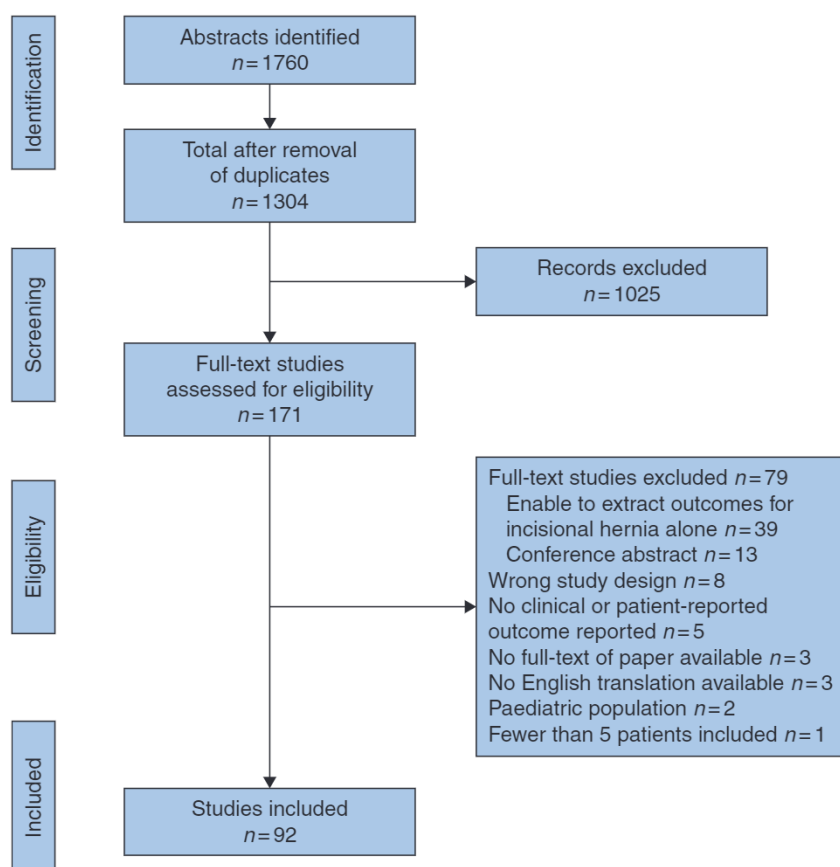 Identification
Abstracts identified
n=1760
Total after removal
of duplicates
n=1304
Screening
Records excluded
n=1025
Full-text studies
assessed for eligibility
n=171
Eligibility
Full-text studies excluded n=79
Enable to extract outcomes for
incisional hernia alone n=39
Conference abstract n=13
Wrong study design n=8
No clinical or patient-reported
outcome reported n=5
No full-text of paper available n=3
No English translation available n=3
Paediatric population n=2
Fewer than 5 patients included n=1
Included
Studies included
n=92